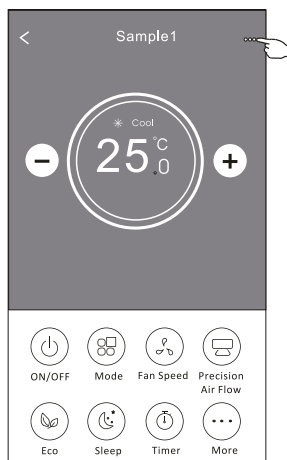 Sample1
Cool
25.0°C
ON/OFF Mode Fan Speed Precision
Air Flow
Eco Sleep Timer More